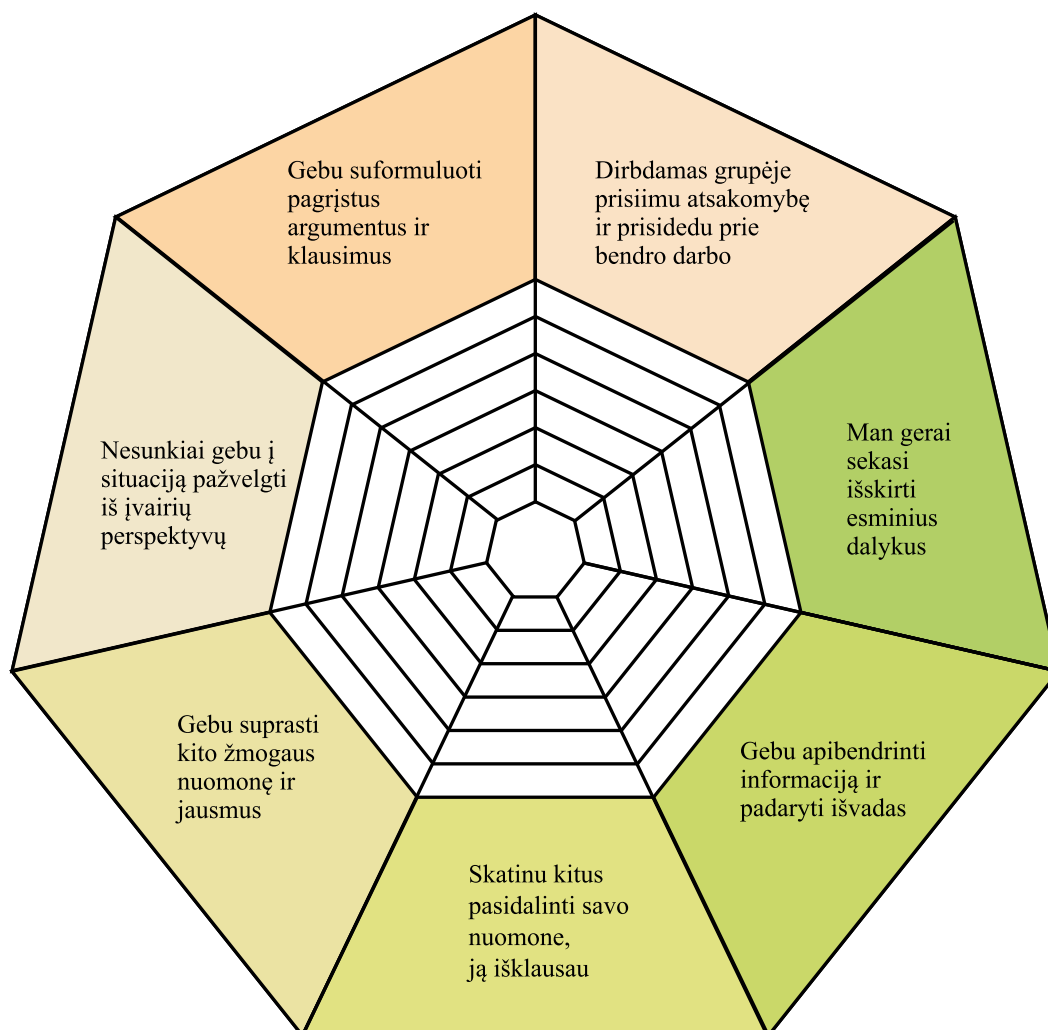 Gebu suformuluoti
pagrįstus
argumentus ir
klausimus
Dirbdamas grupėje
prisiimu atsakomybę
ir prisidedu prie
bendro darbo
Nesunkiai gebu į
situaciją pažvelgti
iš įvairių
perspektyvų
Man gerai
sekasi
išskirti
esminius
dalykus
Gebu suprasti
kito žmogaus
nuomonę ir
jausmus
Gebu apibendrinti
informaciją ir
padaryti išvadas
Skatinu kitus
pasidalinti savo
nuomone,
ją išklausau